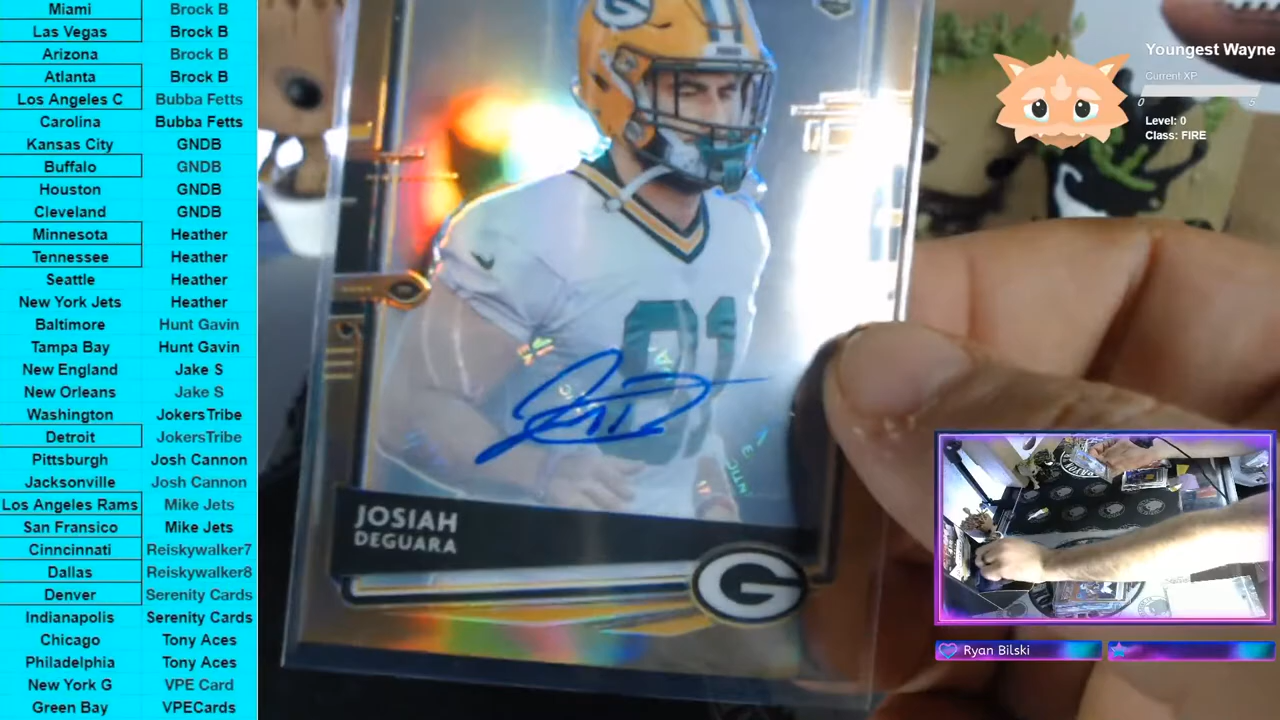 Miami Brock B
Las Vegas Brock B
Arizona Brock B
Atlanta Brock B
Los Angeles C Bubba Fetts
Carolina Bubba Fetts
Kansas City GNDB
Buffalo GNDB
Houston GNDB
Cleveland GNDB
Minnesota Heather
Tennessee Heather
Seattle Heather
New York Jets Heather
Baltimore Hunt Gavin
Tampa Bay Hunt Gavin
New England Jake S
New Orleans Jake S
Washington JokersTribe
Detroit JokersTribe
Pittsburgh Josh Cannon
Jacksonville Josh Cannon
Los Angeles Rams Mike Jets
San Fransico Mike Jets
Cinncincinnati Reiskywalker7
Dallas Reiskywalker8
Denver Serenity Cards
Indianapolis Serenity Cards
Chicago Tony Aces
Philadelphia Tony Aces
New York G VPE Card
Green Bay VPECards
G
81
JOSIAH
DEGUARA
G
Youngest Wayne
Current XP
0 5
Level: 0
Class: FIRE
Ryan Bilski